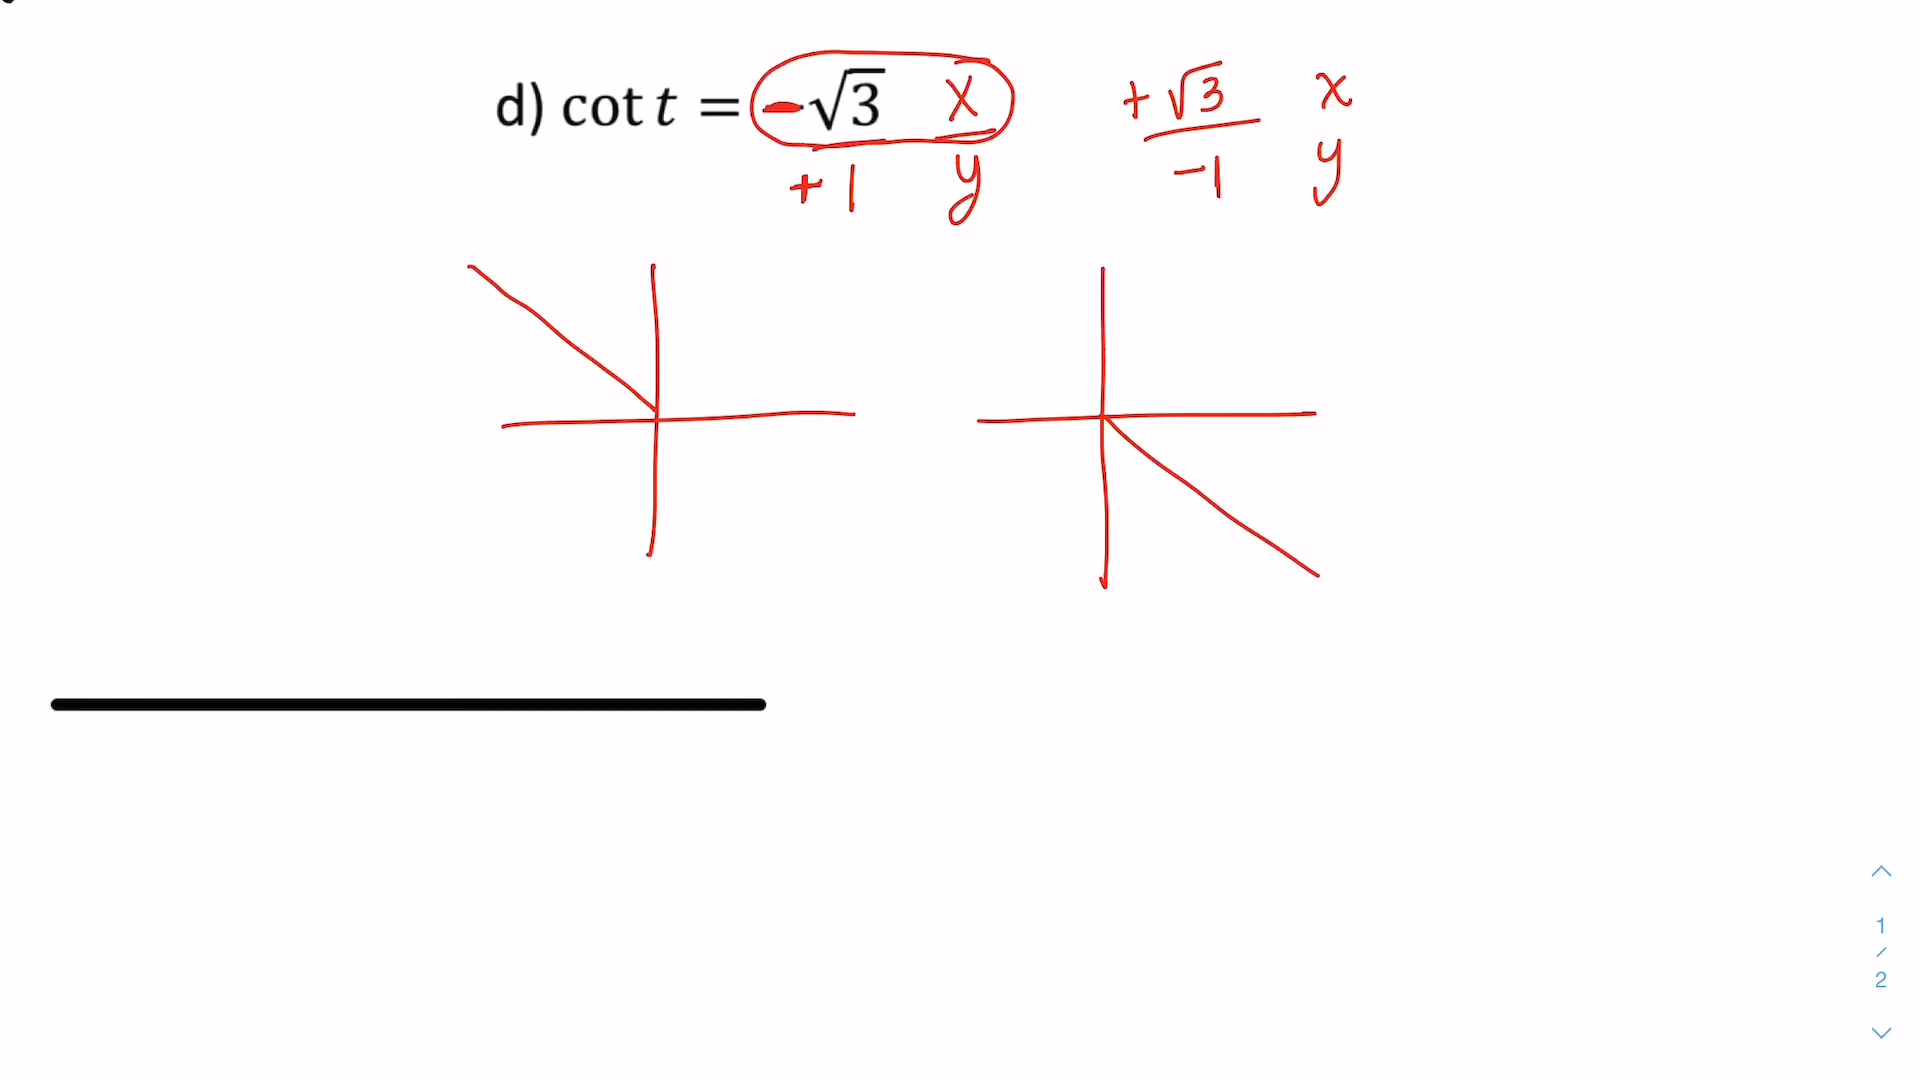 d) cot t = -√3 x +√3 x
+1 y -1 y
1
/
2